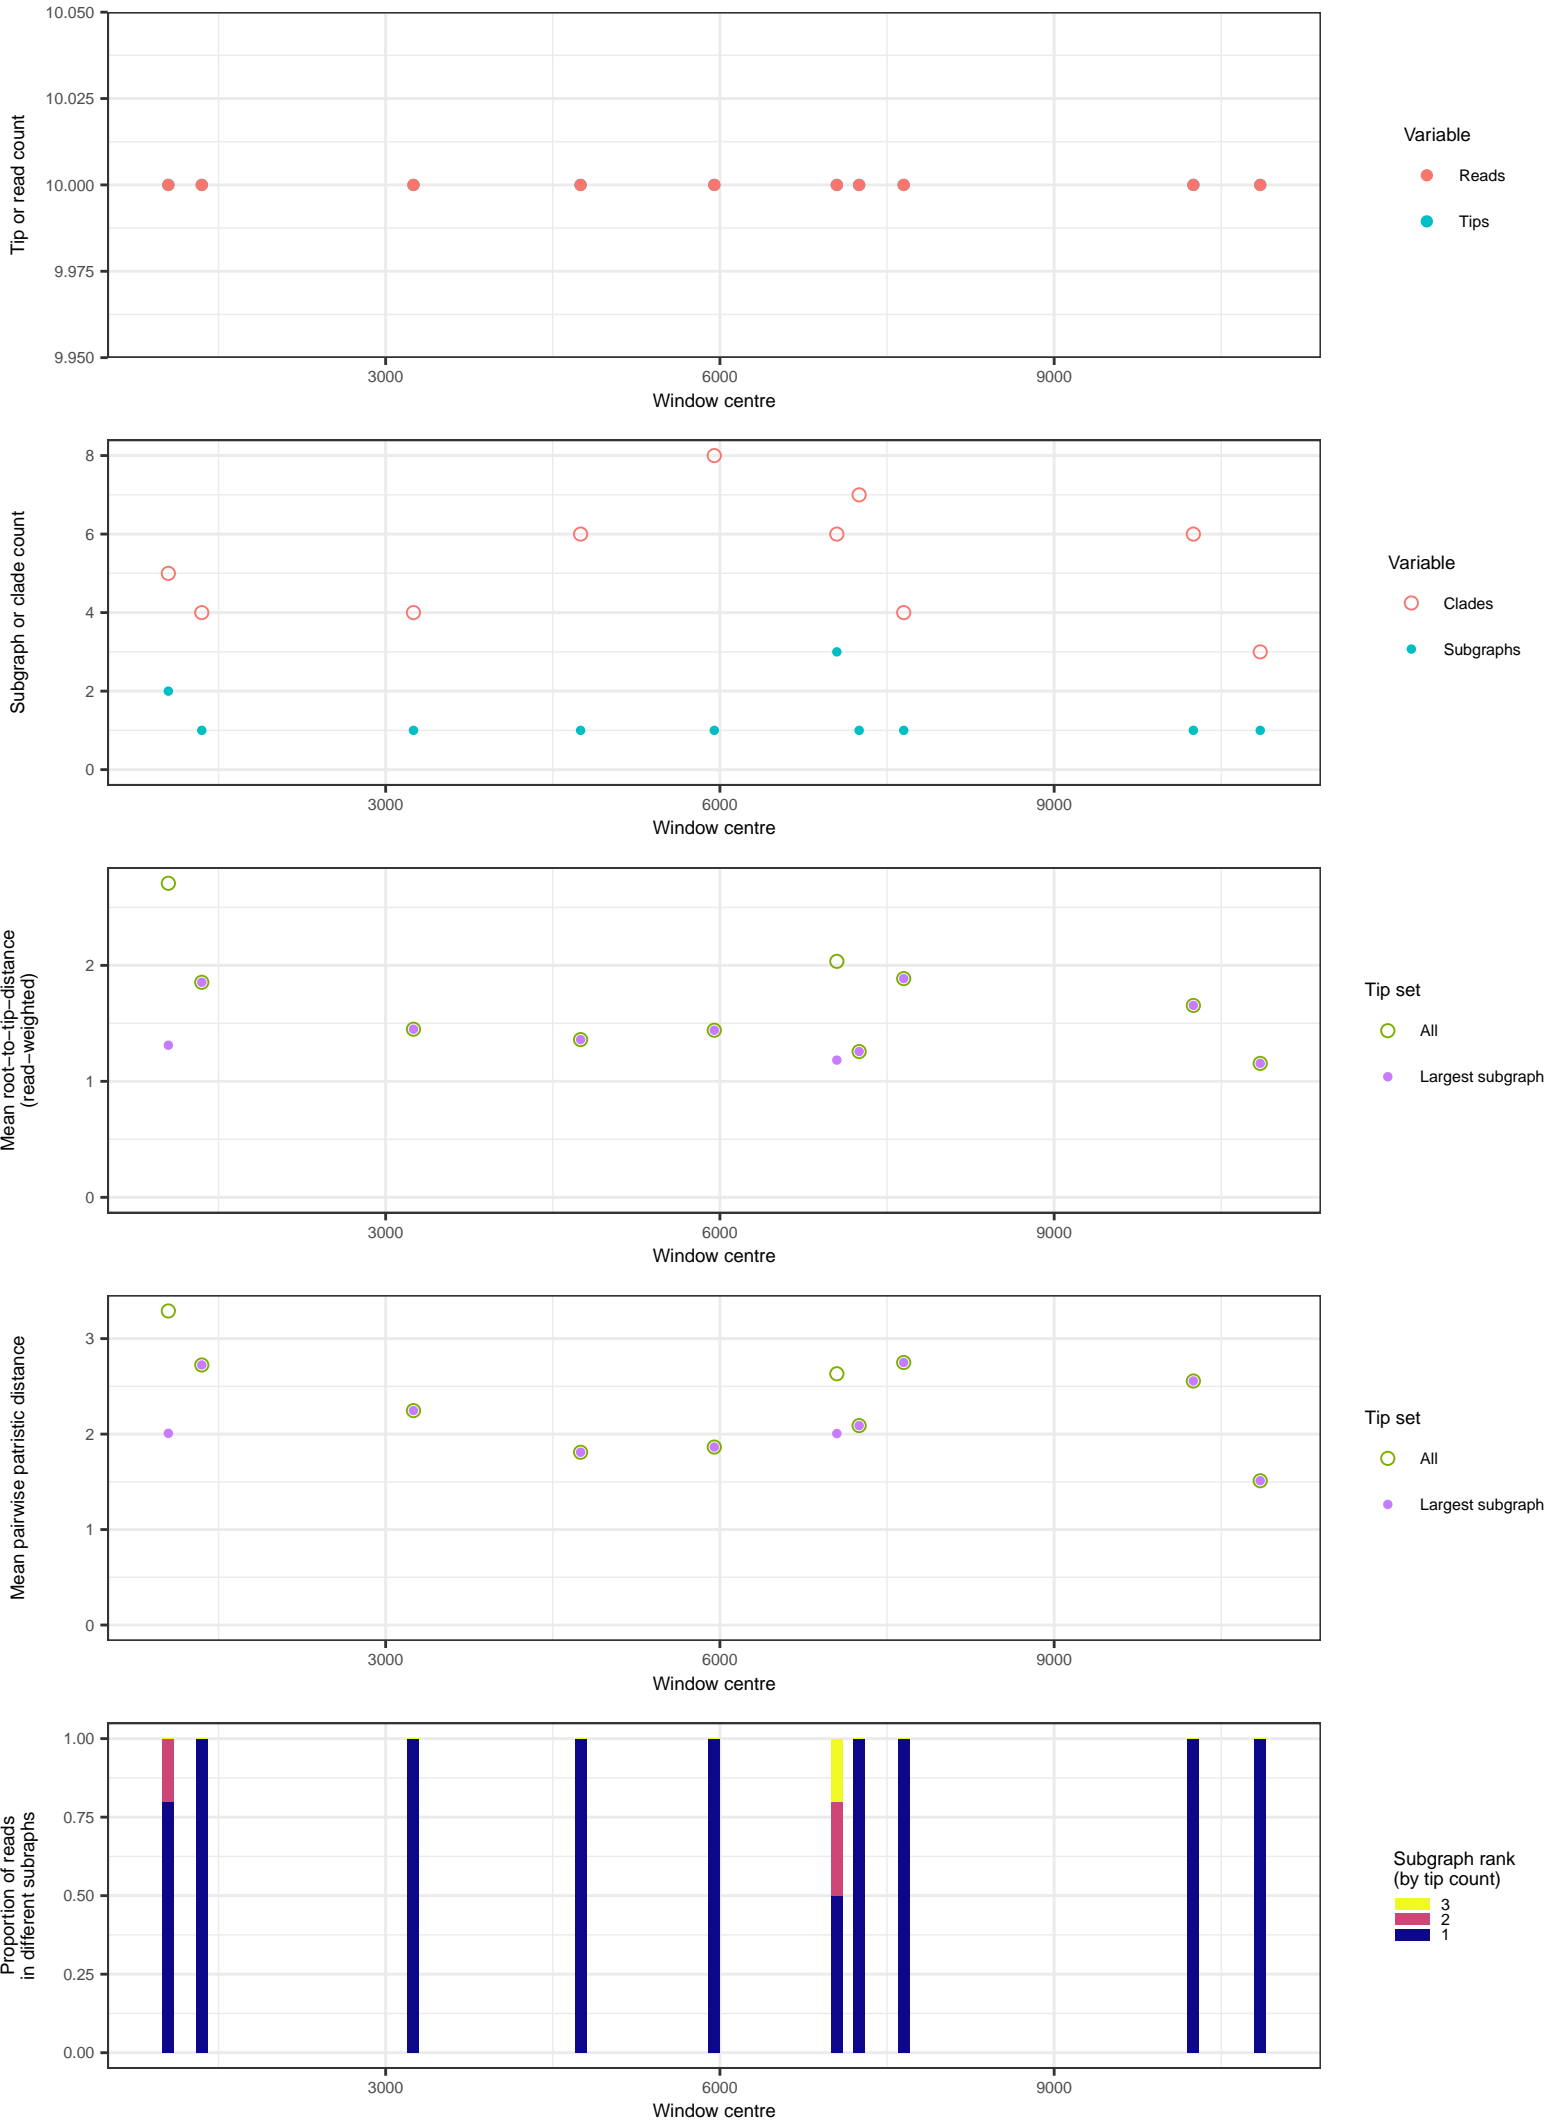 10.050
10.025
10.000
9.975
9.950
Tip or read count
3000 6000 9000
Window centre
Variable
Reads
Tips
8
6
4
2
0
Subgraph or clade count
3000 6000 9000
Window centre
Variable
Clades
Subgraphs
2
1
0
Mean root−to−tip−distance
(read−weighted)
3000 6000 9000
Window centre
Tip set
All
Largest subgraph
3
2
1
0
Mean pairwise patristic distance
3000 6000 9000
Window centre
Tip set
All
Largest subgraph
1.00
0.75
0.50
0.25
0.00
Proportion of reads
in different subraphs
3000 6000 9000
Window centre
Subgraph rank
(by tip count)
3
2
1